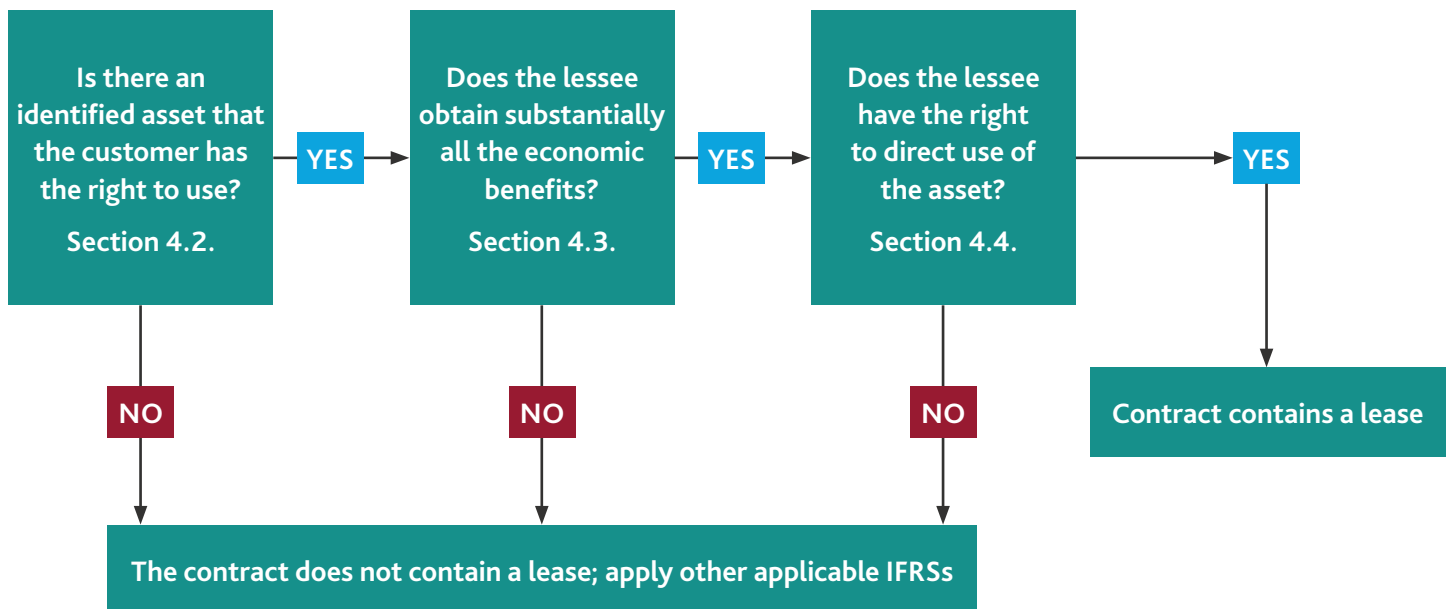 Is there an
identified asset that
the customer has
the right to use?
Section 4.2.
YES
Does the lessee
obtain substantially
all the economic
benefits?
Section 4.3.
YES
Does the lessee
have the right
to direct use of
the asset?
Section 4.4.
YES
NO
NO
NO
Contract contains a lease
The contract does not contain a lease; apply other applicable IFRSs